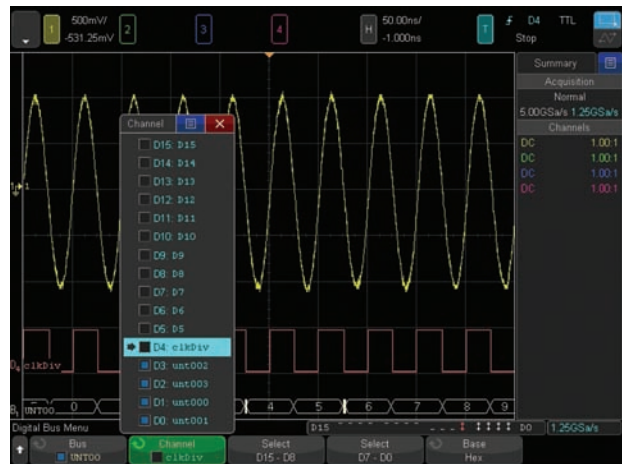 1 500mV/ -531.25mV 2 3 4 H 50.00ns/ -1.000ns T D4 TTL Stop
Summary
Acquisition
Normal
5.00GSa/s 1.25GSa/s
Channels
DC 1.00:1
DC 1.00:1
DC 1.00:1
DC 1.00:1
Channel
D15: D15
D14: D14
D13: D13
D12: D12
D11: D11
D10: D10
D9: D9
D8: D8
D7: D7
D6: D6
D5: D5
D4: clkDiv
D3: unt002
D2: unt003
D1: unt000
D0: unt001
1
D4 clkDiv
B1 UNTOO 0 4 5 6 7 8 9
Digital Bus Menu D15 D0 1.25GSa/s
Bus Channel Select Select Base
UNTOO clkDiv D15 - D8 D7 - D0 Hex